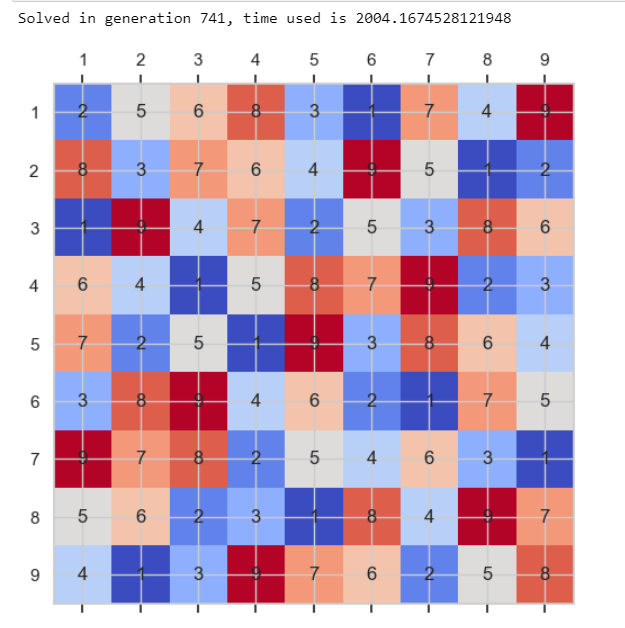 Solved in generation 741, time used is 2004.1674528121948
1 2 3 4 5 6 7 8 9
1 2 5 6 8 3 1 7 4 9
2 8 3 7 6 4 9 5 1 2
3 1 9 4 7 2 5 3 8 6
4 6 4 1 5 8 7 9 2 3
5 7 2 5 1 9 3 8 6 4
6 3 8 9 4 6 2 1 7 5
7 9 7 8 2 5 4 6 3 1
8 5 6 2 3 1 8 4 9 7
9 4 1 3 9 7 6 2 5 8